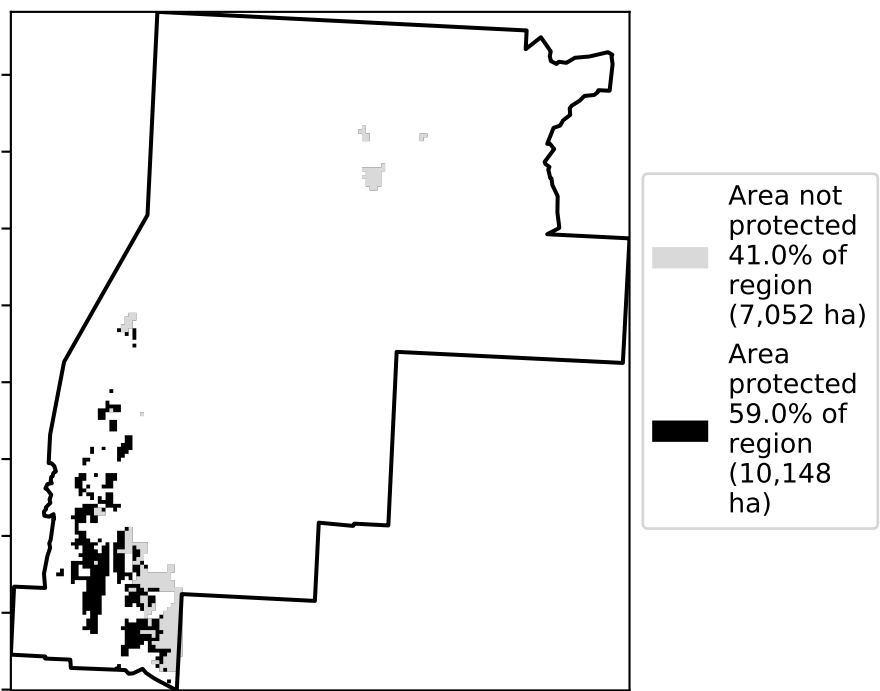 Area not
protected
41.0% of
region
(7,052 ha)
Area
protected
59.0% of
region
(10,148
ha)